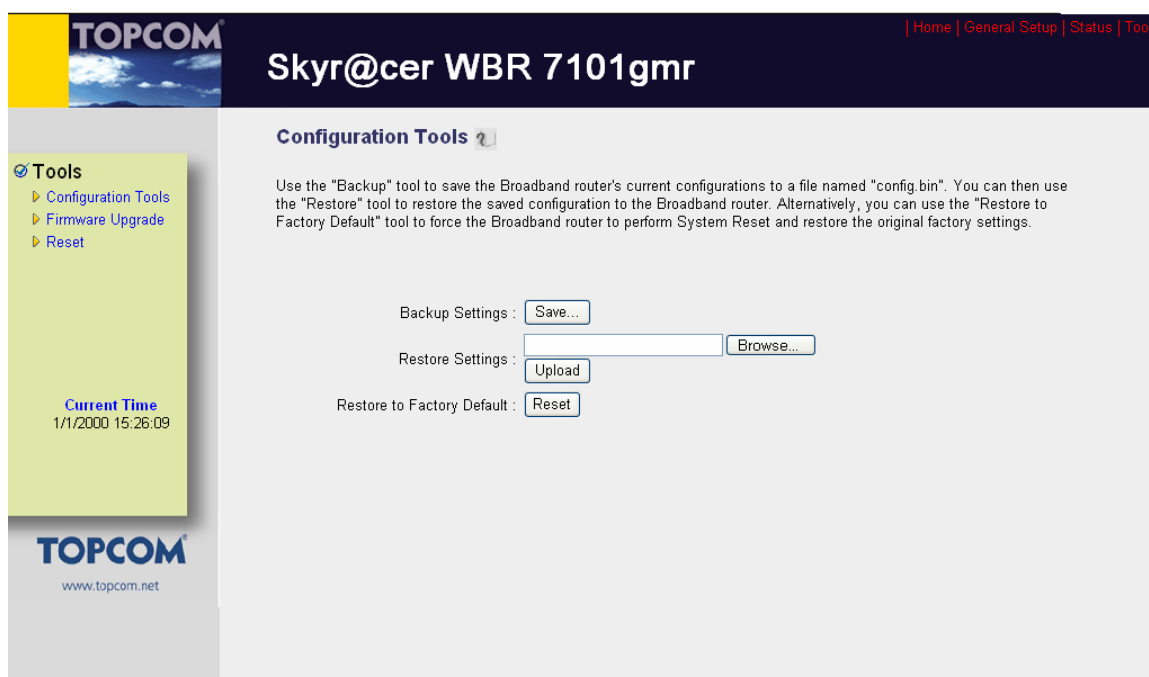 TOPCOM
| Home | General Setup | Status | Too
Skyr@cer WBR 7101gmr
Configuration Tools
Tools
Configuration Tools
Firmware Upgrade
Reset
Use the "Backup" tool to save the Broadband router's current configurations to a file named "config.bin". You can then use
the "Restore" tool to restore the saved configuration to the Broadband router. Alternatively, you can use the "Restore to
Factory Default" tool to force the Broadband router to perform System Reset and restore the original factory settings.
Backup Settings : Save...
Browse...
Restore Settings :
Upload
Restore to Factory Default : Reset
Current Time
1/1/2000 15:26:09
TOPCOM
www.topcom.net